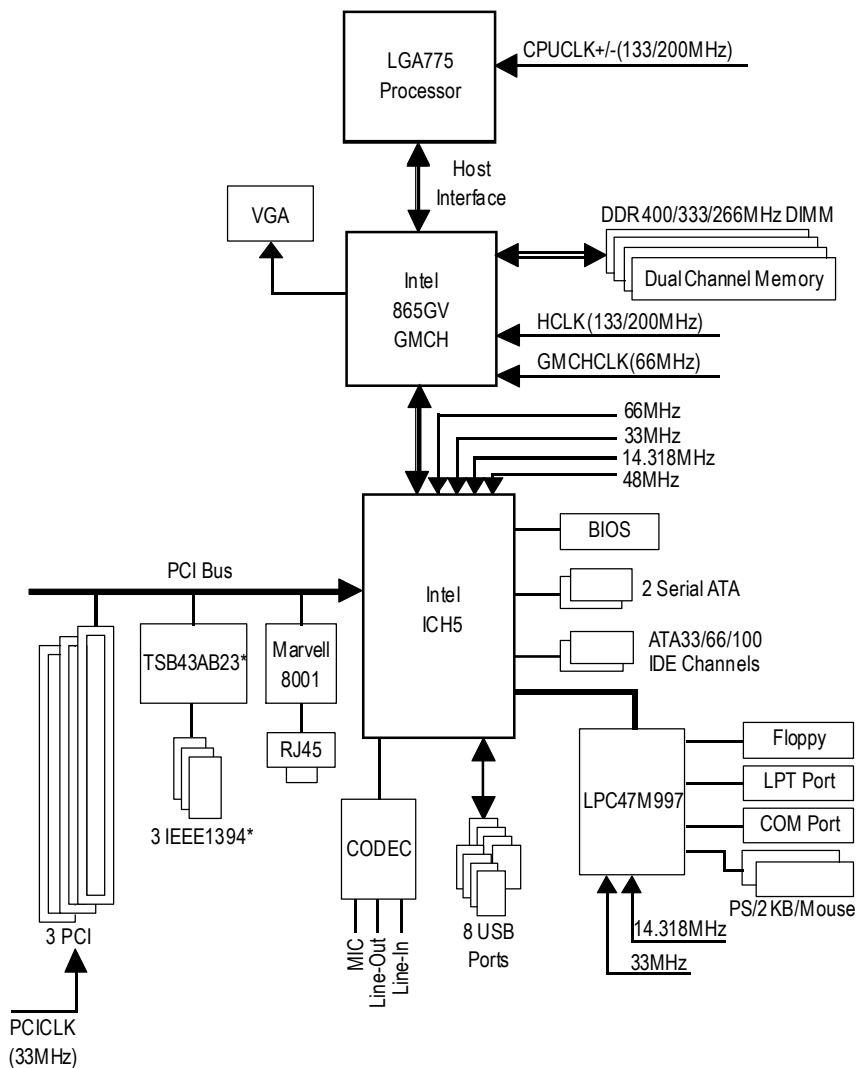 LGA775
Processor
CPUCLK+/-(133/200MHz)
Host
Interface
VGA
DDR400/333/266MHz DIMM
Dual Channel Memory
Intel
865GV
GMCH
HCLK (133/200MHz)
GMCHCLK (66MHz)
66MHz
33MHz
14.318MHz
48MHz
BIOS
PCI Bus
Intel
ICH5
2 Serial ATA
TSB43AB23*
Marvell
8001
ATA33/66/100
IDE Channels
RJ45
Floppy
LPC47M997
LPT Port
3 IEEE1394*
CODEC
COM Port
PS/2 KB/Mouse
3 PCI
MIC
Line-Out
Line-In
8 USB
Ports
14.318MHz
33MHz
PCICLK
(33MHz)